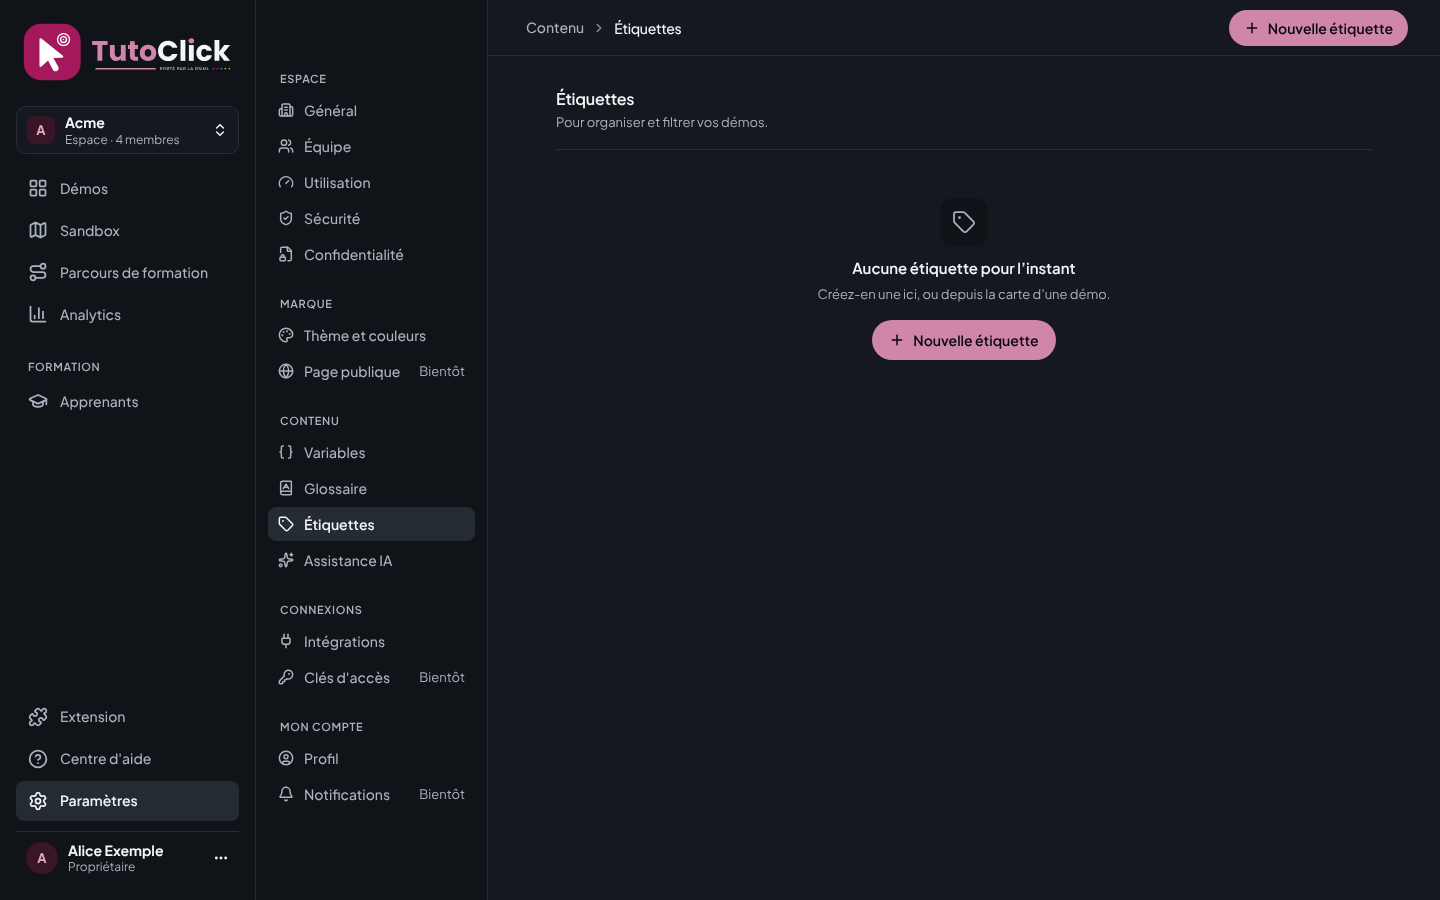 TutoClick
PORTÉ PAR LA DSIML
A
Acme
Espace · 4 membres
Démos
Sandbox
Parcours de formation
Analytics
FORMATION
Apprenants
Extension
Centre d'aide
Paramètres
A
Alice Exemple
Propriétaire
ESPACE
Général
Équipe
Utilisation
Sécurité
Confidentialité
MARQUE
Thème et couleurs
Page publique Bientôt
CONTENU
Variables
Glossaire
Étiquettes
Assistance IA
CONNEXIONS
Intégrations
Clés d'accès Bientôt
MON COMPTE
Profil
Notifications Bientôt
Contenu > Étiquettes
Nouvelle étiquette
Étiquettes
Pour organiser et filtrer vos démos.
Aucune étiquette pour l’instant
Créez-en une ici, ou depuis la carte d’une démo.
Nouvelle étiquette